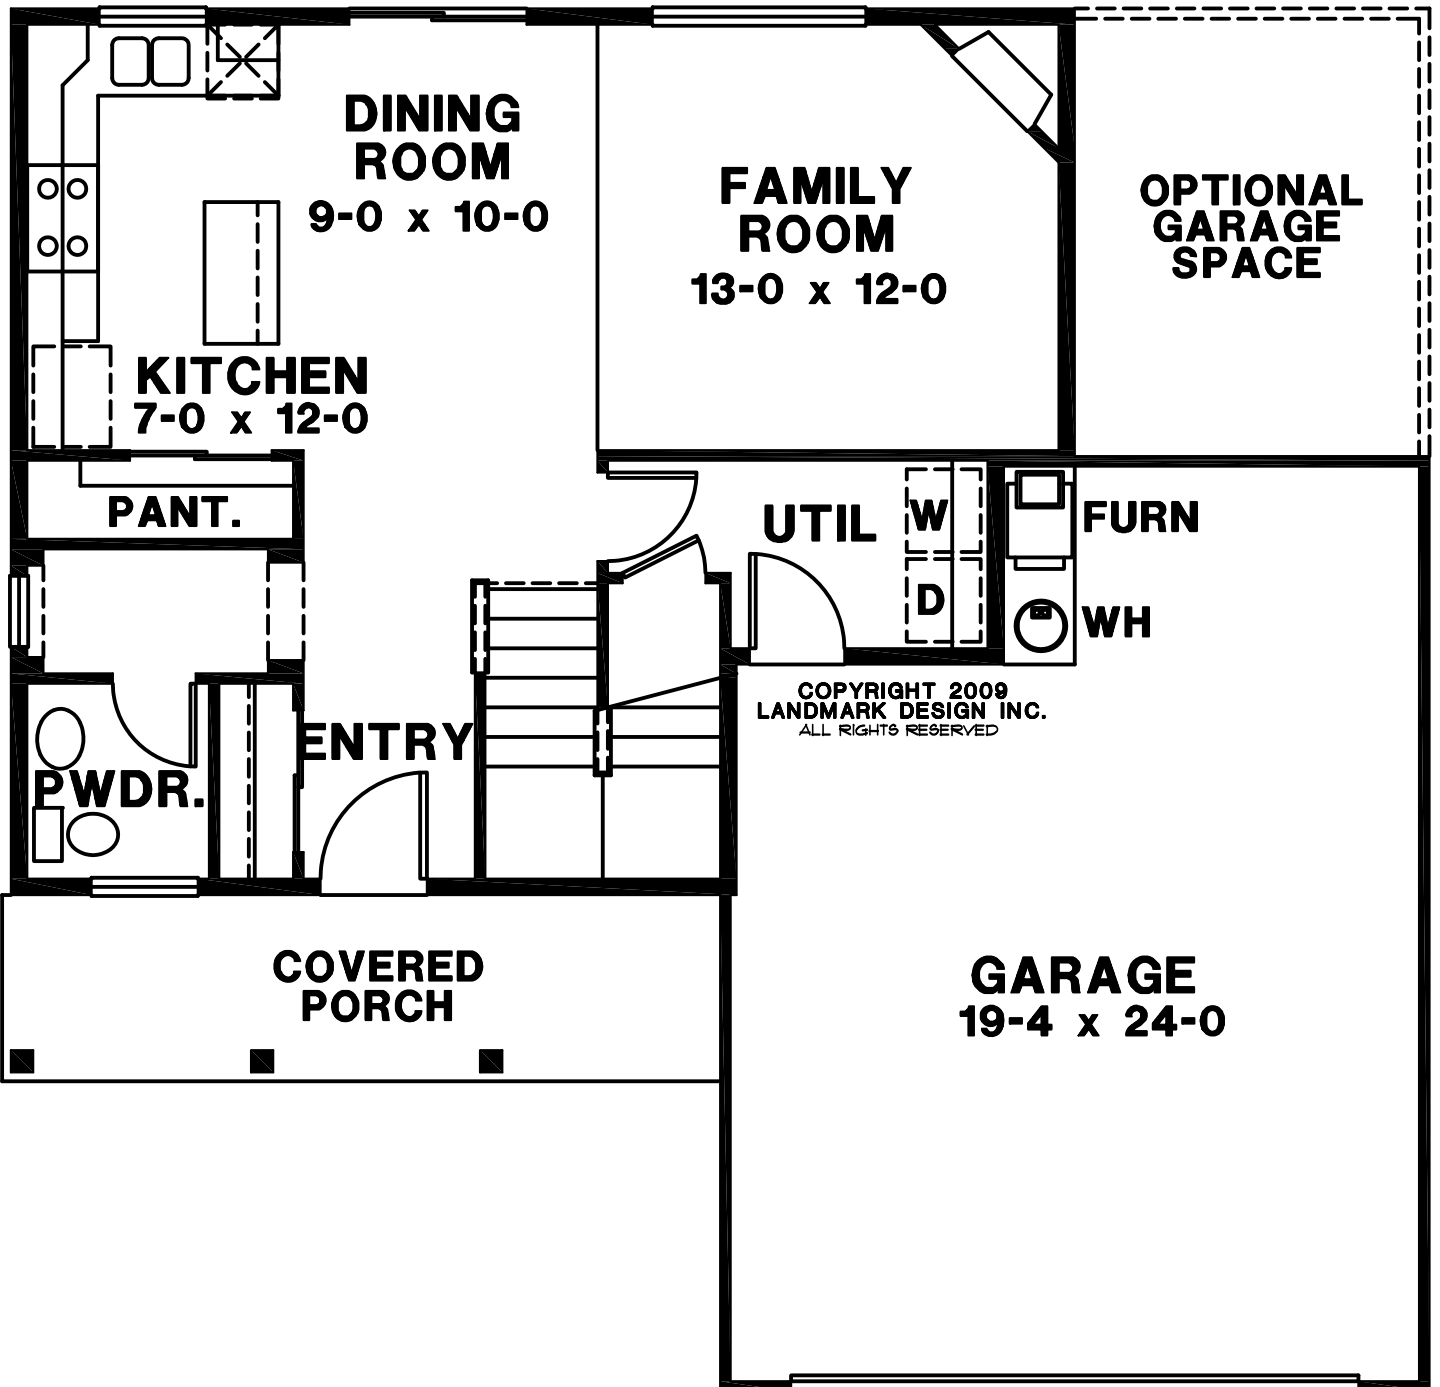 DINING
ROOM
9-0 x 10-0
FAMILY
ROOM
13-0 x 12-0
OPTIONAL
GARAGE
SPACE
KITCHEN
7-0 x 12-0
PANT.
UTIL
W
D
FURN
WH
COPYRIGHT 2009
LANDMARK DESIGN INC.
ALL RIGHTS RESERVED
ENTRY
PWDR.
COVERED
PORCH
GARAGE
19-4 x 24-0